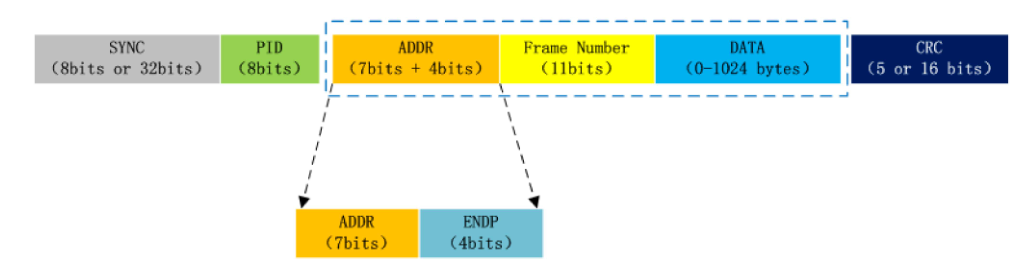 SYNC
(8bits or 32bits)
PID
(8bits)
ADDR
(7bits + 4bits)
Frame Number
(11bits)
DATA
(0-1024 bytes)
CRC
(5 or 16 bits)
ADDR
(7bits)
ENDP
(4bits)